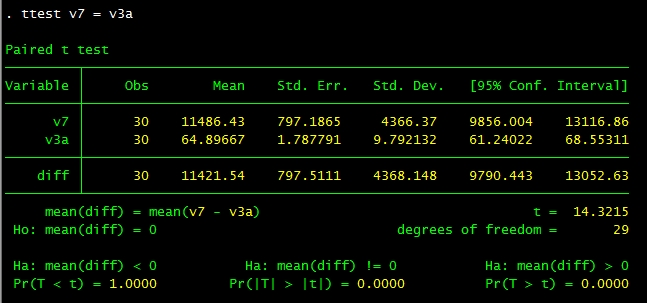 . ttest v7 = v3a
Paired t test
Variable Obs Mean Std. Err. Std. Dev. [95% Conf. Interval]
v7 30 11486.43 797.1865 4366.37 9856.004 13116.86
v3a 30 64.89667 1.787791 9.792132 61.24022 68.55311
diff 30 11421.54 797.5111 4368.148 9790.443 13052.63
mean(diff) = mean(v7 - v3a) t = 14.3215
Ho: mean(diff) = 0 degrees of freedom = 29
Ha: mean(diff) < 0 Ha: mean(diff) != 0 Ha: mean(diff) > 0
Pr(T < t) = 1.0000 Pr(|T| > |t|) = 0.0000 Pr(T > t) = 0.0000